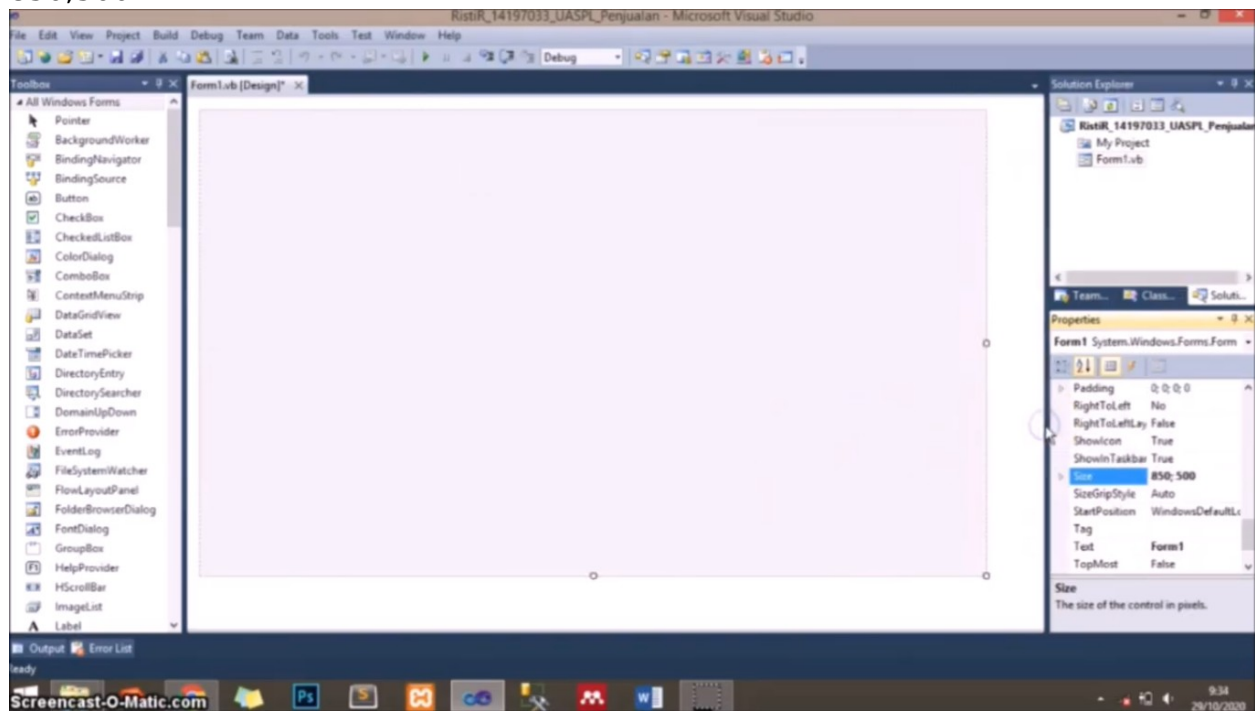 RistiR_14197033_UASPL_Penjualan - Microsoft Visual Studio
File Edit View Project Build Debug Team Data Tools Test Window Help
Debug
Toolbox
All Windows Forms
Pointer
BackgroundWorker
BindingNavigator
BindingSource
Button
CheckBox
CheckedListBox
ColorDialog
ComboBox
ContextMenuStrip
DataGridView
DataSet
DateTimePicker
DirectoryEntry
DirectorySearcher
DomainUpDown
ErrorProvider
EventLog
FileSystemWatcher
FlowLayoutPanel
FolderBrowserDialog
FontDialog
GroupBox
HelpProvider
HScrollBar
ImageList
Label
Form1.vb [Design]*
Solution Explorer
RistiR_14197033_UASPL_Penjualan
My Project
Form1.vb
Team... Class... Soluti...
Properties
Form1 System.Windows.Forms.Form
Padding 0; 0; 0; 0
RightToLeft No
RightToLeftLay False
ShowIcon True
ShowInTaskbar True
Size 850; 500
SizeGripStyle Auto
StartPosition WindowsDefaultLo
Tag
Text Form1
TopMost False
Size
The size of the control in pixels.
Output Error List
Ready
Screencast-O-Matic.com
Ps
S
W
9:34
29/10/2020